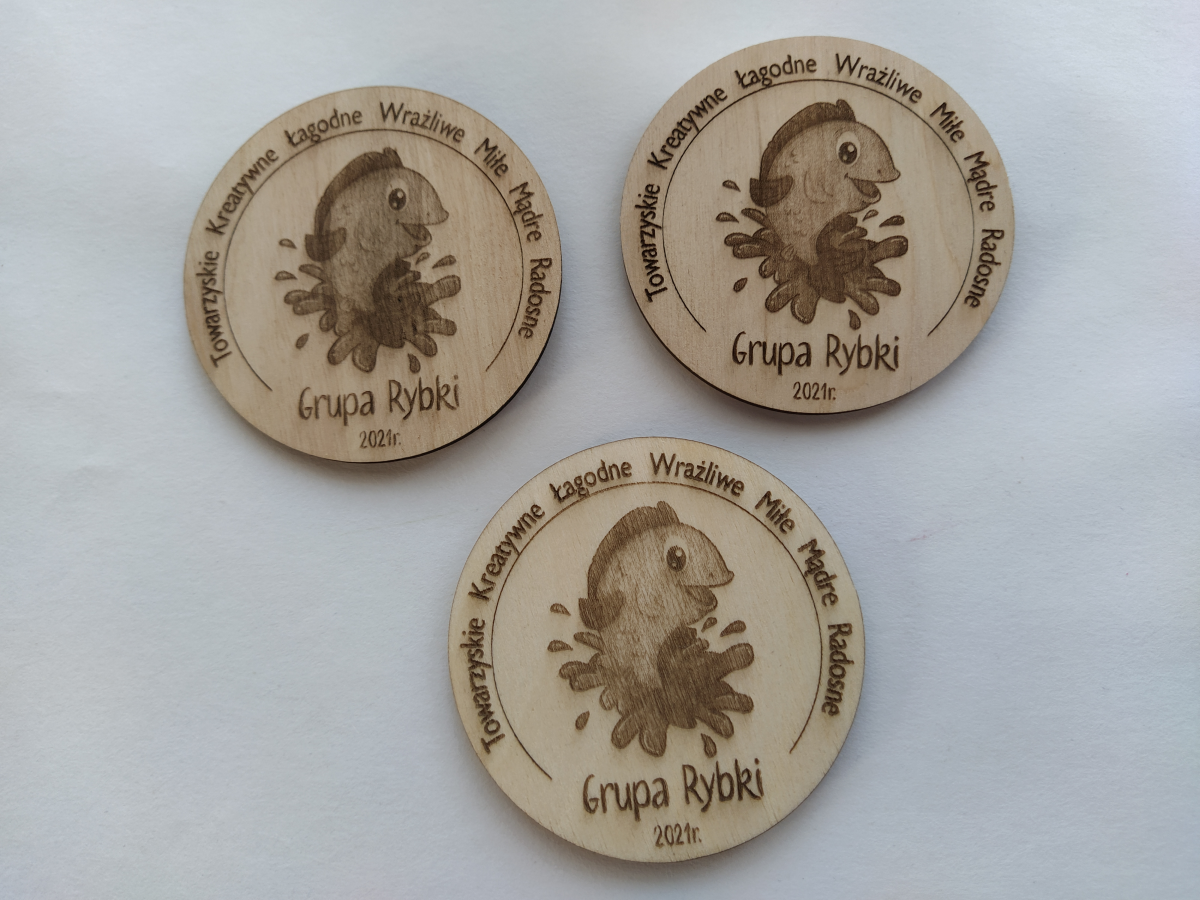 Towarzyskie Kreatywne Łagodne Wrażliwe Miłe Mądre Radosne
Grupa Rybki
2021r.
Towarzyskie Kreatywne Łagodne Wrażliwe Miłe Mądre Radosne
Grupa Rybki
2021r.
Towarzyskie Kreatywne Łagodne Wrażliwe Miłe Mądre Radosne
Grupa Rybki
2021r.